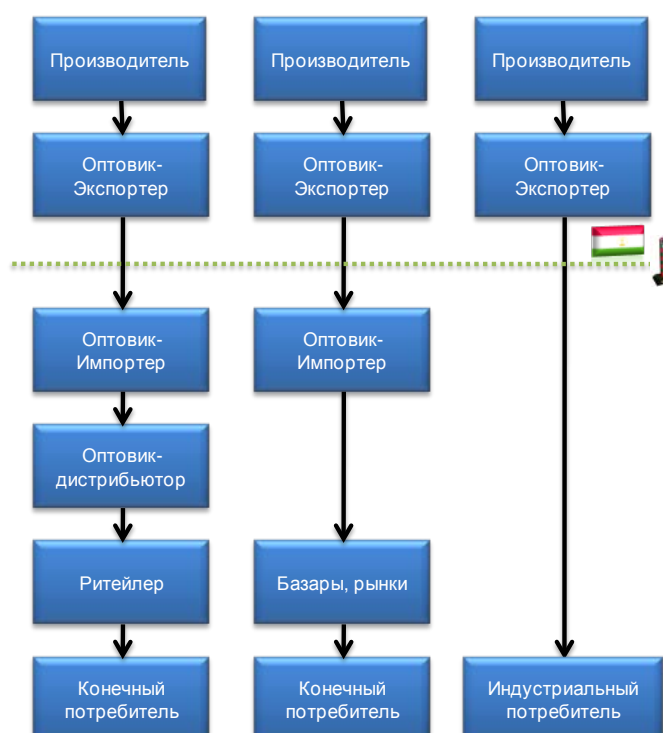 Производитель
Производитель
Производитель
Оптовик-
Экспортер
Оптовик-
Экспортер
Оптовик-
Экспортер
Оптовик-
Импортер
Оптовик-
Импортер
Оптовик-
дистрибьютор
Ритейлер
Базары, рынки
Конечный
потребитель
Конечный
потребитель
Индустриальный
потребитель